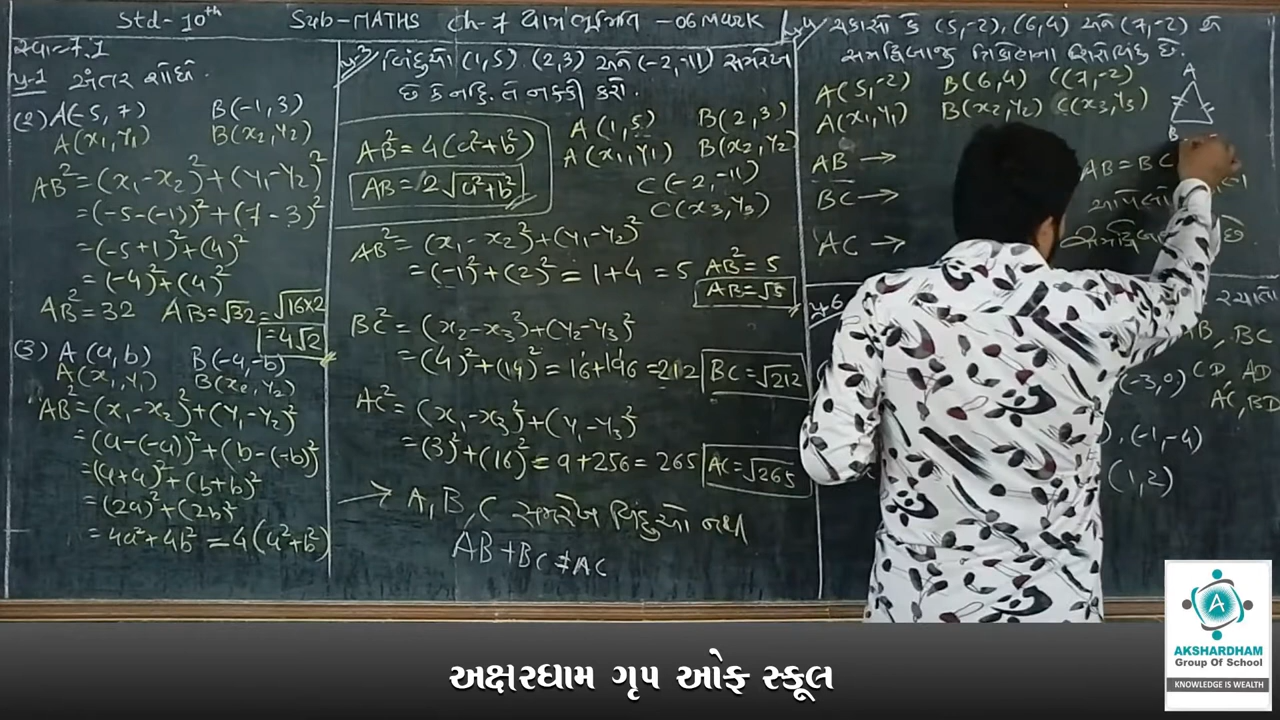 Std-10th Sub-MATHS Ch-7 યામભૂમિતિ -06 Mark
સ્વા-7.1
પ્ર-1 અંતર શોધો.
(2) A(-5, 7) B(-1, 3)
A(x1, y1) B(x2, y2)
AB² = (x1-x2)² + (y1-y2)²
= (-5-(-1))² + (7-3)²
= (-5+1)² + (4)²
= (-4)² + (4)²
AB² = 32 AB = √32 = √16×2
= 4√2
(3) A (a, b) B(-a, -b)
A(x1, y1) B(x2, y2)
AB² = (x1-x2)² + (y1-y2)²
= (a-(-a))² + (b-(-b))²
= (a+a)² + (b+b)²
= (2a)² + (2b)²
= 4a²+4b² = 4(a²+b²)
પ્ર-3 બિંદુઓ (1, 5), (2, 3) અને (-2, -11) સમરેખ
છે કે નહિ તે નક્કી કરો.
AB² = 4(a²+b²)
AB = 2√a²+b²
A (1, 5) B(2, 3)
A (x1, y1) B(x2, y2)
C(-2, -11)
C(x3, y3)
AB² = (x1-x2)² + (y1-y2)²
= (-1)² + (2)² = 1+4 = 5 AB² = 5
AB = √5
BC² = (x2-x3)² + (y2-y3)²
= (4)² + (14)² = 16+196 = 212 BC = √212
AC² = (x1-x3)² + (y1-y3)²
= (3)² + (16)² = 9+256 = 265 AC = √265
→ A, B, C સમરેખ બિંદુઓ નથી
AB + BC ≠ AC
પ્ર-4 ચકાસો કે (5, -2), (6, 4) અને (7, -2) એ
સમદ્વિબાજુ ત્રિકોણના શિરોબિંદુ છે.
A(5, -2) B(6, 4) C(7, -2)
A(x1, y1) B(x2, y2) C(x3, y3)
A
B
AB →
BC →
AC →
AB = BC
છે.
પ્ર-6
AB, BC
CD, AD
AC, BD
(-3, 0)
, (-1, -4)
(1, 2)
A
AKSHARDHAM
Group Of School
KNOWLEDGE IS WEALTH
અક્ષરધામ ગૃપ ઓફ સ્કૂલ